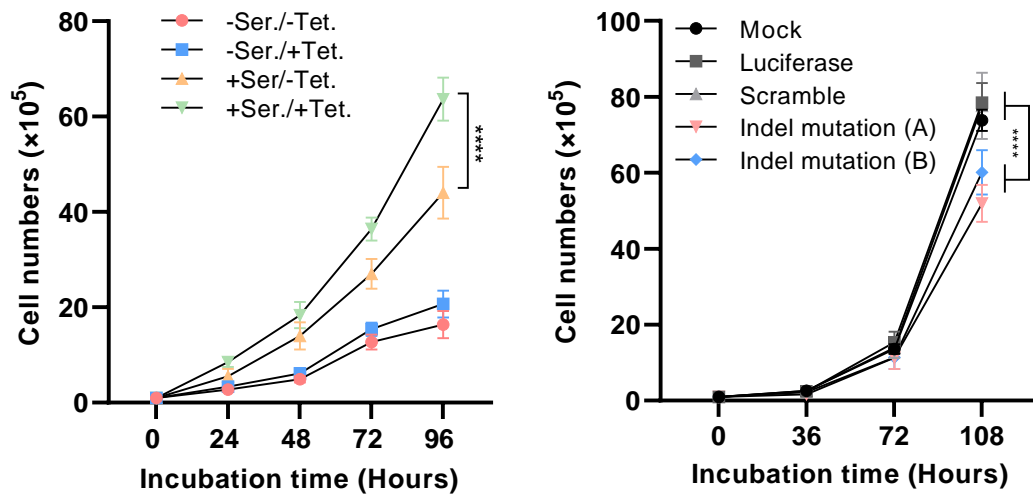 80
60
40
20
0
Cell numbers (×10⁵)
-Ser./-Tet.
-Ser./+Tet.
+Ser/-Tet.
+Ser./+Tet.
****
0 24 48 72 96
Incubation time (Hours)
100
80
60
40
20
0
Cell numbers (×10⁵)
Mock
Luciferase
Scramble
Indel mutation (A)
Indel mutation (B)
****
0 36 72 108
Incubation time (Hours)